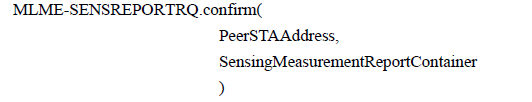 MLME-SENSREPORTRQ.confirm(
PeerSTAAddress,
SensingMeasurementReportContainer
)